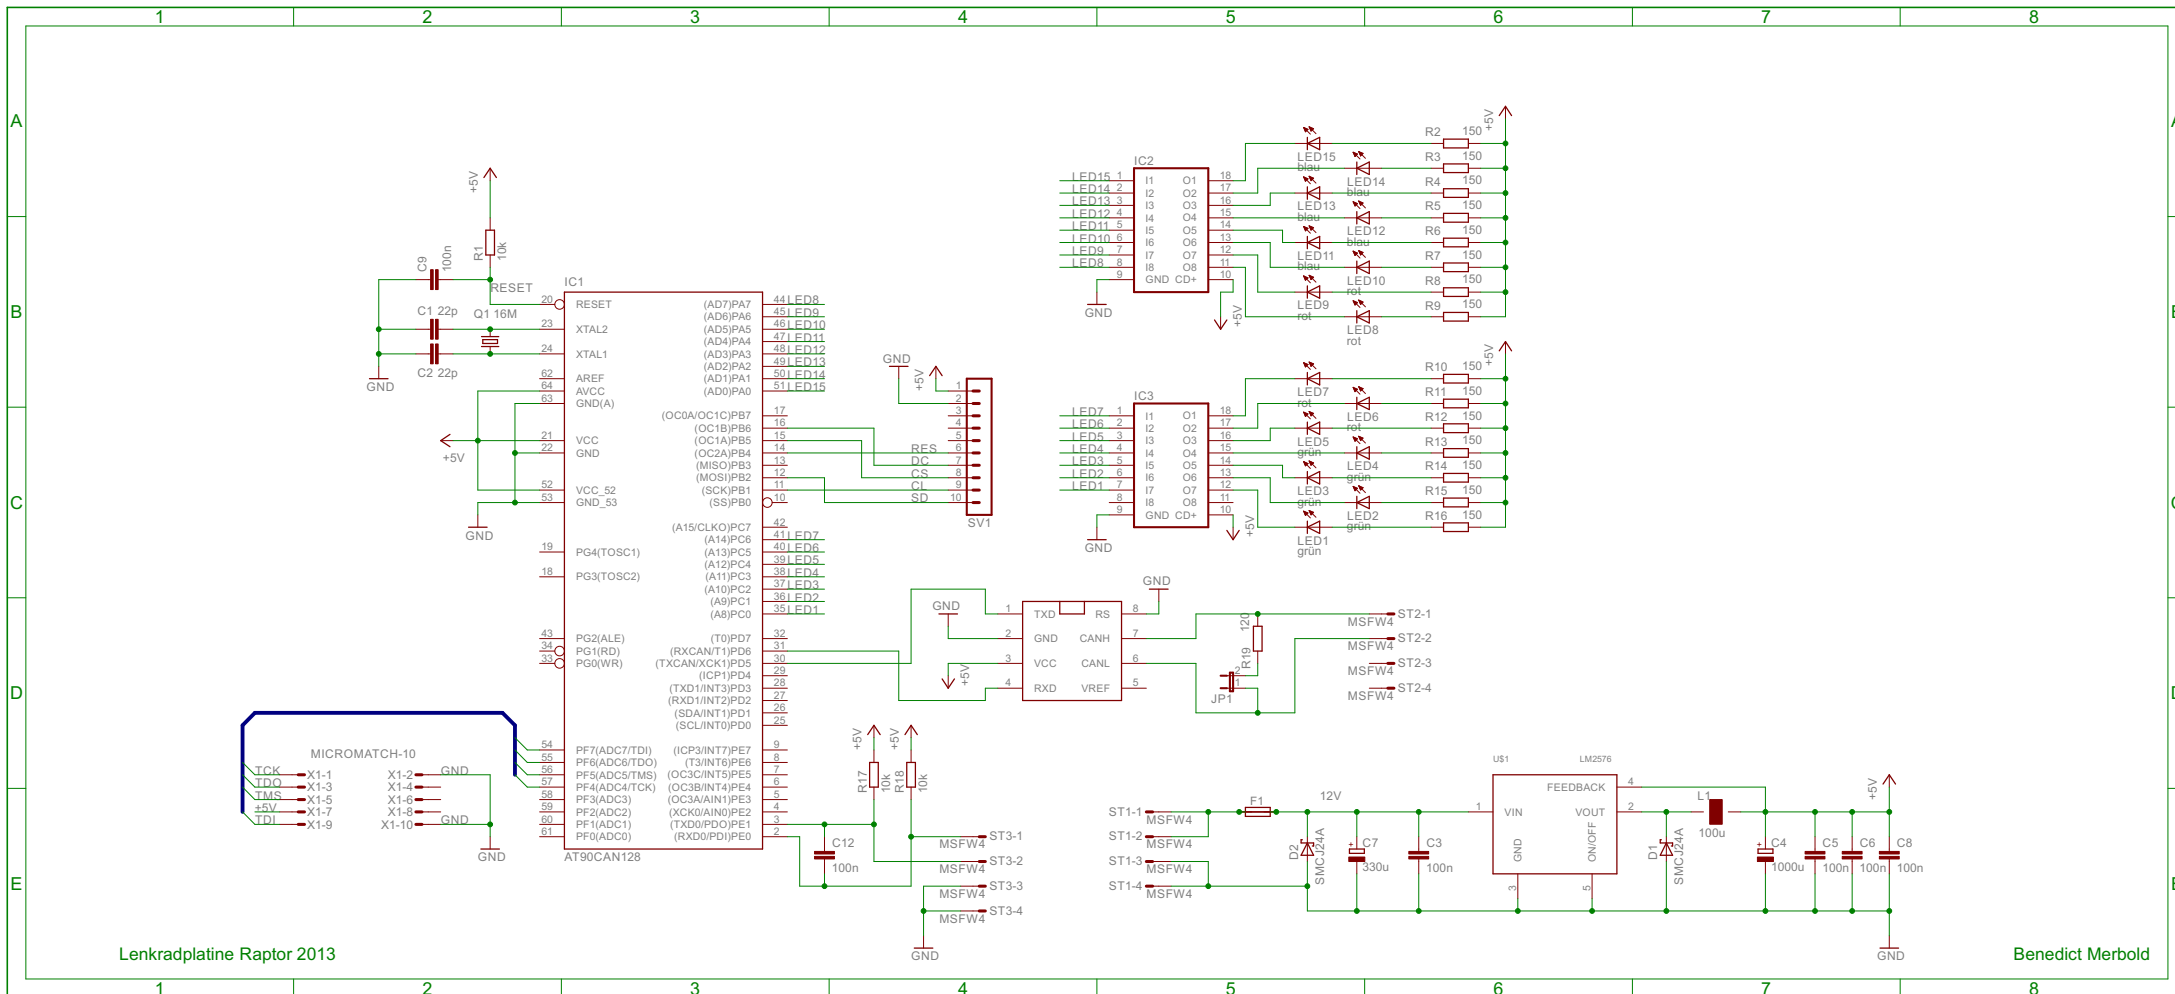 1 2 3 4 5 6 7 8
A
B
C
D
E
+5V
R1
10k
C9
100n
RESET
C1 22p
Q1 16M
C2 22p
GND
+5V
GND
IC1
20 RESET
23 XTAL2
24 XTAL1
62 AREF
64 AVCC
63 GND(A)
21 VCC
22 GND
52 VCC_52
53 GND_53
19 PG4(TOSC1)
18 PG3(TOSC2)
43 PG2(ALE)
34 PG1(RD)
33 PG0(WR)
54 PF7(ADC7/TDI)
55 PF6(ADC6/TDO)
56 PF5(ADC5/TMS)
57 PF4(ADC4/TCK)
58 PF3(ADC3)
59 PF2(ADC2)
60 PF1(ADC1)
61 PF0(ADC0)
AT90CAN128
(AD7)PA7 44 LED8
(AD6)PA6 45 LED9
(AD5)PA5 46 LED10
(AD4)PA4 47 LED11
(AD3)PA3 48 LED12
(AD2)PA2 49 LED13
(AD1)PA1 50 LED14
(AD0)PA0 51 LED15
(OC0A/OC1C)PB7 17
(OC1B)PB6 16
(OC1A)PB5 15
(OC2A)PB4 14
(MISO)PB3 13
(MOSI)PB2 12
(SCK)PB1 11
(SS)PB0 10
(A15/CLKO)PC7 42
(A14)PC6 41 LED7
(A13)PC5 40 LED6
(A12)PC4 39 LED5
(A11)PC3 38 LED4
(A10)PC2 37 LED3
(A9)PC1 36 LED2
(A8)PC0 35 LED1
(T0)PD7 32
(RXCAN/T1)PD6 31
(TXCAN/XCK1)PD5 30
(ICP1)PD4 29
(TXD1/INT3)PD3 28
(RXD1/INT2)PD2 27
(SDA/INT1)PD1 26
(SCL/INT0)PD0 25
(ICP3/INT7)PE7 9
(T3/INT6)PE6 8
(OC3C/INT5)PE5 7
(OC3B/INT4)PE4 6
(OC3A/AIN1)PE3 5
(XCK0/AIN0)PE2 4
(TXD0/PDO)PE1 3
(RXD0/PDI)PE0 2
MICROMATCH-10
TCK X1-1 X1-2 GND
TDO X1-3 X1-4
TMS X1-5 X1-6
+5V X1-7 X1-8
TDI X1-9 X1-10 GND
GND
GND
+5V
1
2
3
4
5
RES 6
DC 7
CS 8
CL 9
SD 10
SV1
IC2
LED15 1 I1 O1 18
LED14 2 I2 O2 17
LED13 3 I3 O3 16
LED12 4 I4 O4 15
LED11 5 I5 O5 14
LED10 6 I6 O6 13
LED9 7 I7 O7 12
LED8 8 I8 O8 11
9 GND CD+ 10
GND
+5V
LED15
blau
LED14
blau
LED13
blau
LED12
blau
LED11
blau
LED10
rot
LED9
rot
LED8
rot
+5V
R2 150
R3 150
R4 150
R5 150
R6 150
R7 150
R8 150
R9 150
IC3
LED7 1 I1 O1 18
LED6 2 I2 O2 17
LED5 3 I3 O3 16
LED4 4 I4 O4 15
LED3 5 I5 O5 14
LED2 6 I6 O6 13
LED1 7 I7 O7 12
8 I8 O8 11
9 GND CD+ 10
GND
+5V
LED7
rot
LED6
rot
LED5
grün
LED4
grün
LED3
grün
LED2
grün
LED1
grün
+5V
R10 150
R11 150
R12 150
R13 150
R14 150
R15 150
R16 150
GND
GND
+5V
1 TXD RS 8
2 GND CANH 7
3 VCC CANL 6
4 RXD VREF 5
120
R19
2
1
JP1
ST2-1
MSFW4
ST2-2
MSFW4
ST2-3
MSFW4
ST2-4
MSFW4
+5V
+5V
R17
10k
R18
10k
C12
100n
ST3-1
MSFW4
ST3-2
MSFW4
ST3-3
MSFW4
ST3-4
MSFW4
GND
ST1-1
MSFW4
ST1-2
MSFW4
ST1-3
MSFW4
ST1-4
MSFW4
F1
12V
D2
SMCJ24A
C7
330u
C3
100n
U$1 LM2576
FEEDBACK 4
1 VIN VOUT 2
GND
ON/OFF
3
5
D1
SMCJ24A
L1
100u
C4
1000u
C5
100n
C6
100n
C8
100n
+5V
GND
Lenkradplatine Raptor 2013
Benedict Merbold
A
B
C
D
E
1 2 3 4 5 6 7 8